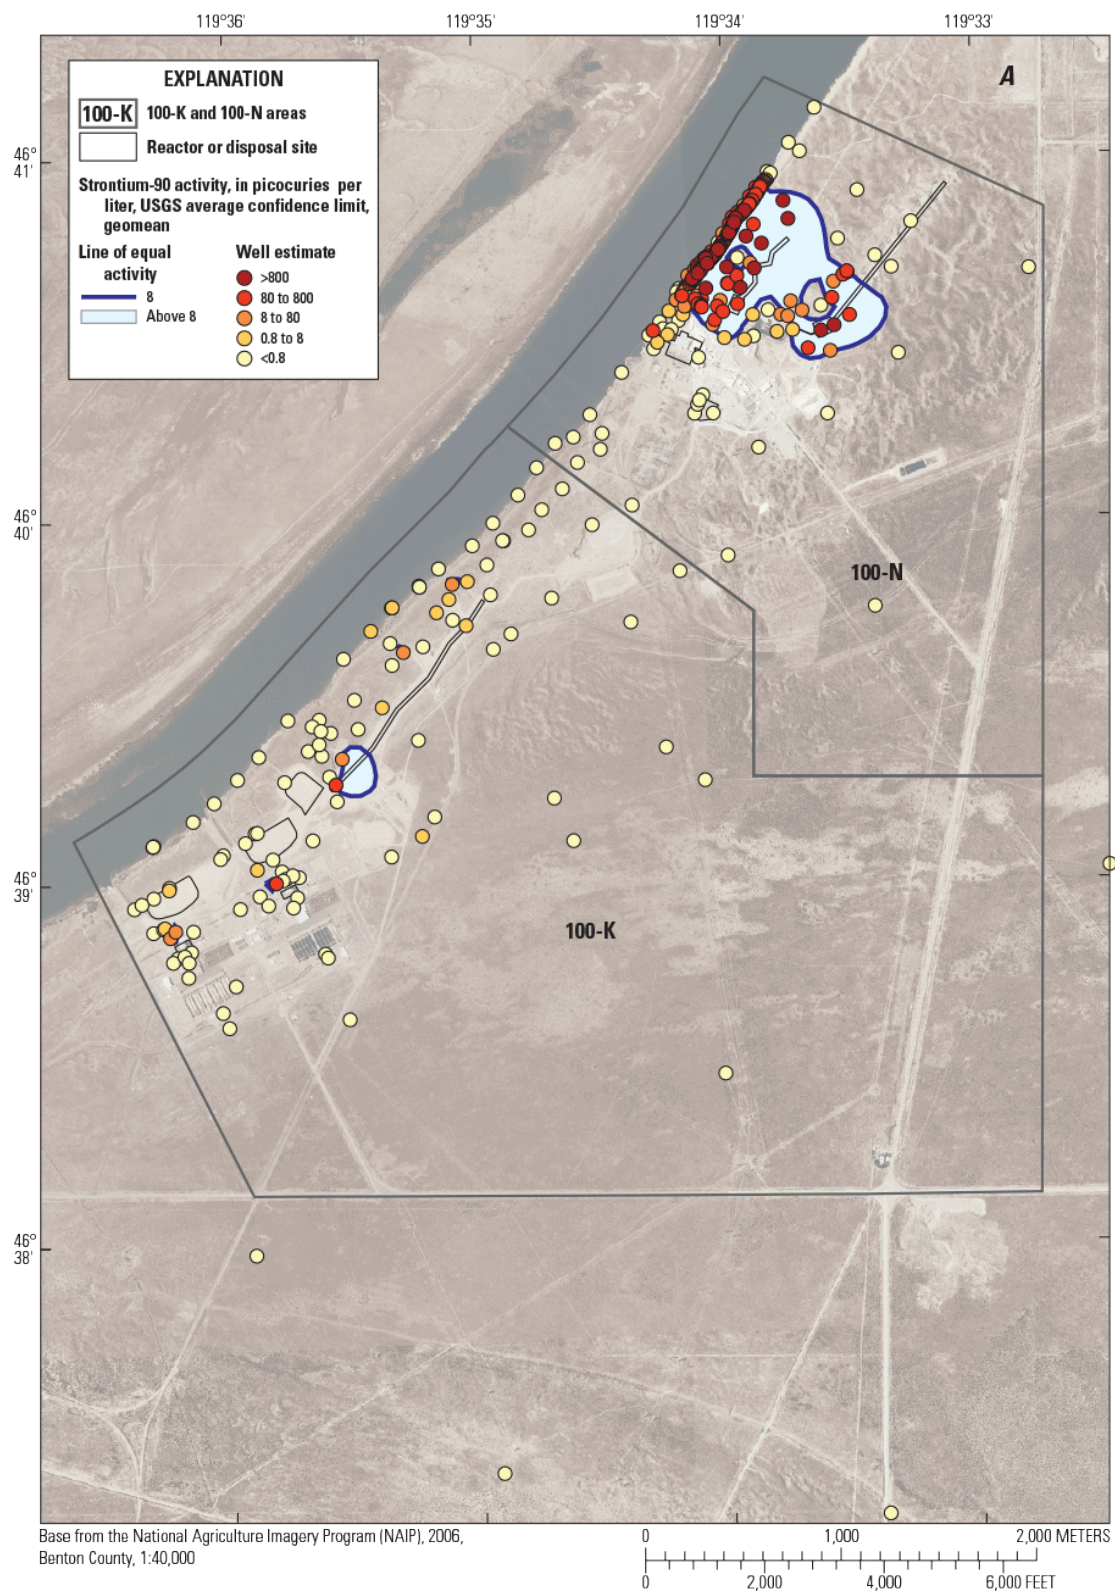 119°36' 119°35' 119°34' 119°33'
A
EXPLANATION
100-K 100-K and 100-N areas
Reactor or disposal site
Strontium-90 activity, in picocuries per
liter, USGS average confidence limit,
geomean
Line of equal
activity
8
Above 8
Well estimate
>800
80 to 800
8 to 80
0.8 to 8
<0.8
46°
41'
46°
40'
100-N
46°
39'
100-K
46°
38'
Base from the National Agriculture Imagery Program (NAIP), 2006,
Benton County, 1:40,000
0 1,000 2,000 METERS
0 2,000 4,000 6,000 FEET